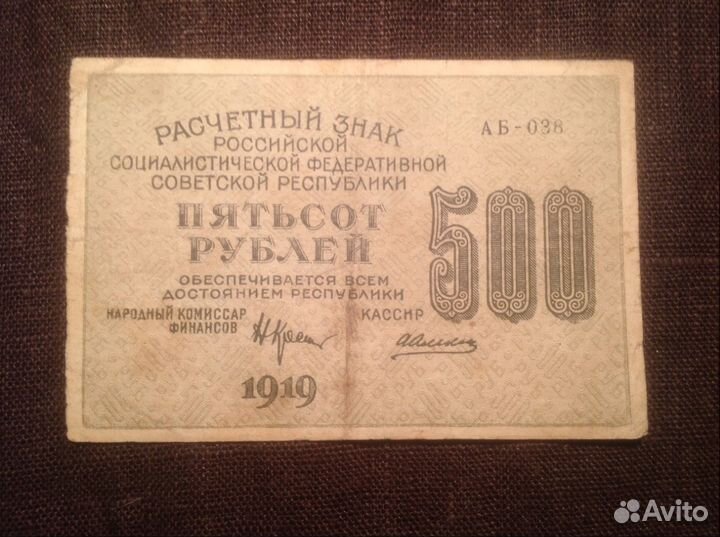 РАСЧЕТНЫЙ ЗНАК
РОССИЙСКОЙ
СОЦИАЛИСТИЧЕСКОЙ ФЕДЕРАТИВНОЙ
СОВЕТСКОЙ РЕСПУБЛИКИ
АБ-038
ПЯТЬСОТ
РУБЛЕЙ
500
ОБЕСПЕЧИВАЕТСЯ ВСЕМ
ДОСТОЯНИЕМ РЕСПУБЛИКИ
НАРОДНЫЙ КОМИССАР
ФИНАНСОВ
КАССИР
1919
Avito